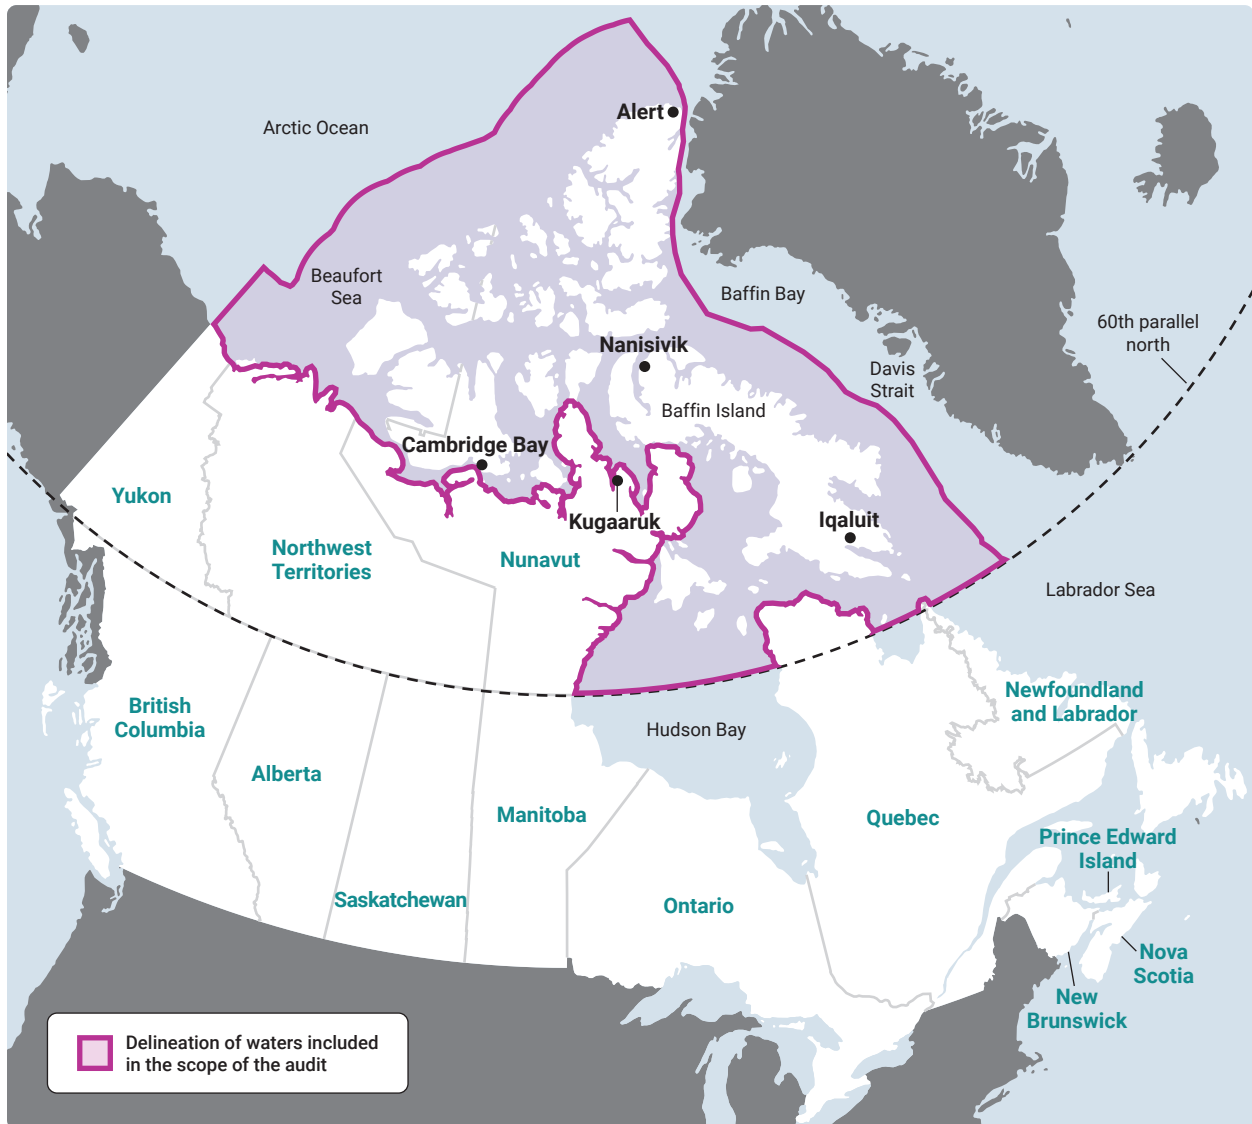 Alert
Arctic Ocean
Beaufort
Sea
Baffin Bay
60th parallel
north
Nanisivik
Davis
Strait
Baffin Island
Cambridge Bay
Yukon
Kugaaruk
Iqaluit
Northwest
Territories
Nunavut
Labrador Sea
British
Columbia
Newfoundland
and Labrador
Hudson Bay
Alberta
Manitoba
Quebec
Prince Edward
Island
Saskatchewan
Ontario
Nova
Scotia
New
Brunswick
Delineation of waters included
in the scope of the audit